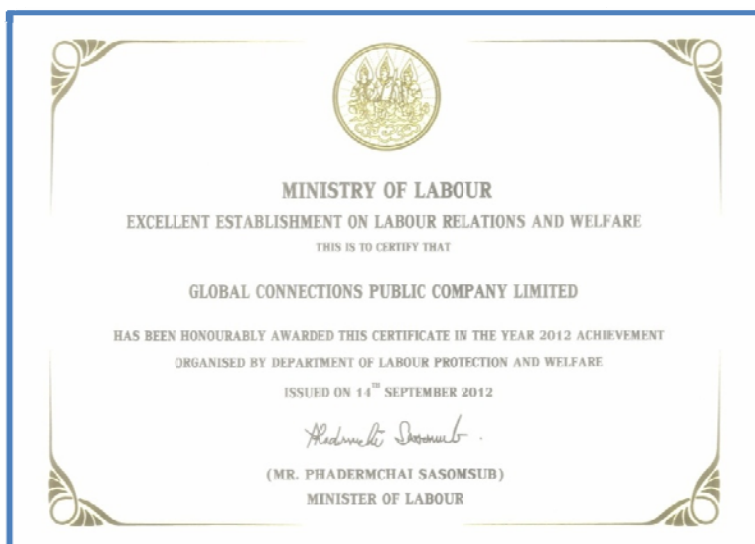 MINISTRY OF LABOUR
EXCELLENT ESTABLISHMENT ON LABOUR RELATIONS AND WELFARE
THIS IS TO CERTIFY THAT
GLOBAL CONNECTIONS PUBLIC COMPANY LIMITED
HAS BEEN HONOURABLY AWARDED THIS CERTIFICATE IN THE YEAR 2012 ACHIEVEMENT
ORGANISED BY DEPARTMENT OF LABOUR PROTECTION AND WELFARE
ISSUED ON 14TH SEPTEMBER 2012
(MR. PHADERMCHAI SASOMSUB)
MINISTER OF LABOUR